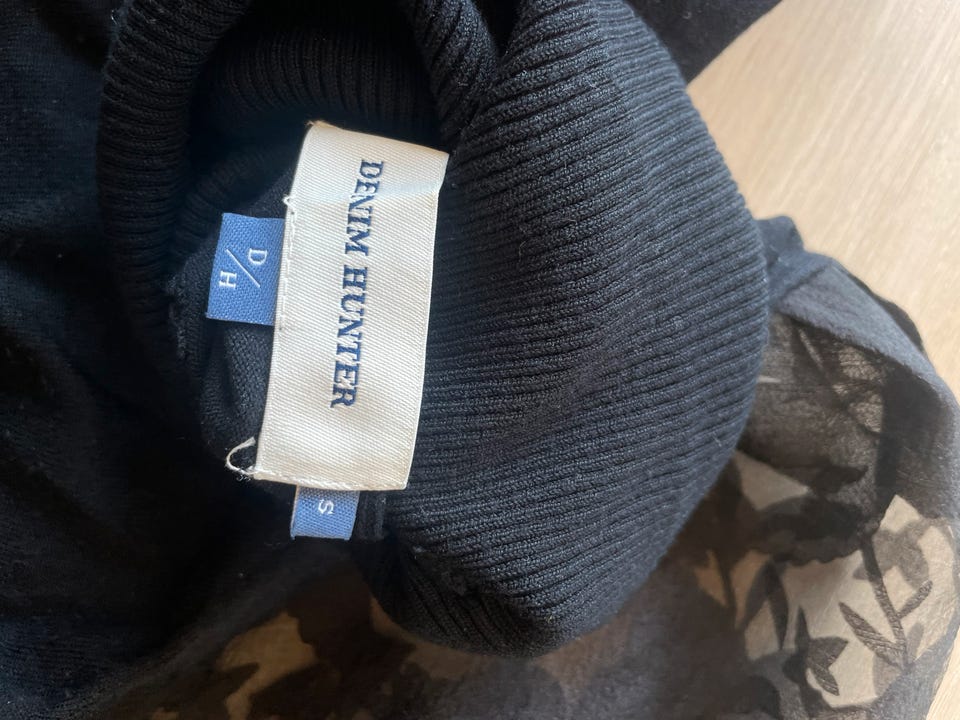 DENIM HUNTER
D/H
S